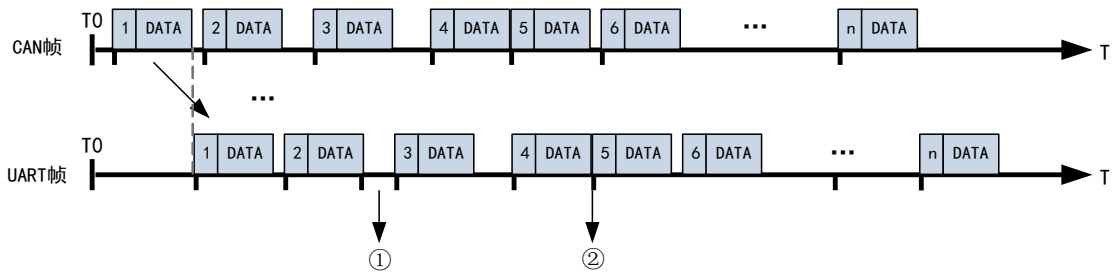 T0
CAN帧
1 DATA 2 DATA 3 DATA 4 DATA 5 DATA 6 DATA ... n DATA
T
...
T0
UART帧
1 DATA 2 DATA 3 DATA 4 DATA 5 DATA 6 DATA ... n DATA
T
① ②